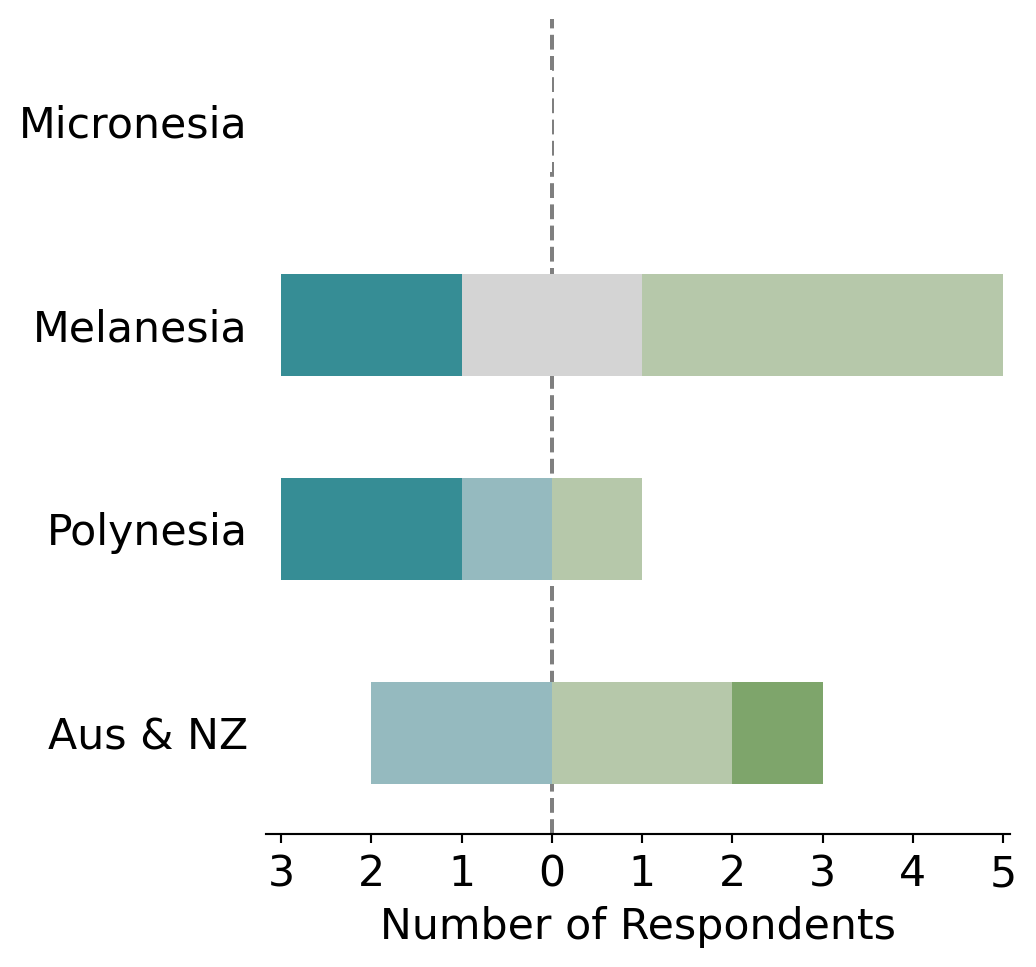 Micronesia
Melanesia
Polynesia
Aus & NZ
3 2 1 0 1 2 3 4 5
Number of Respondents